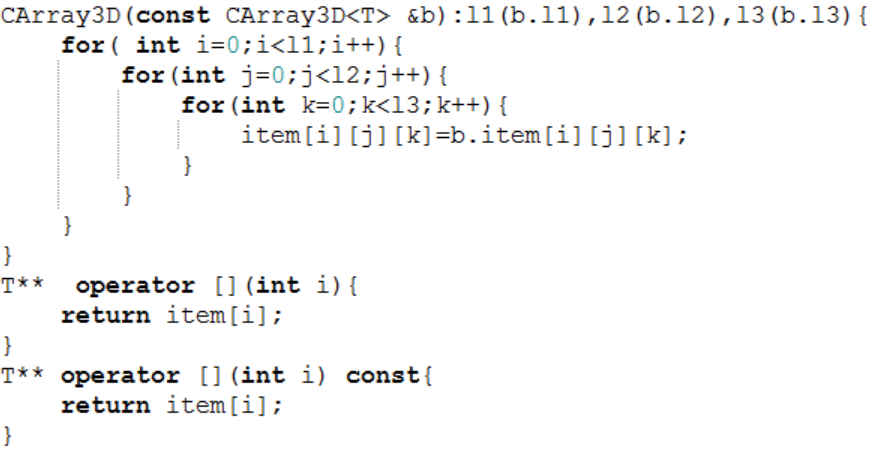 CArray3D(const CArray3D<T> &b):l1(b.l1),l2(b.l2),l3(b.l3){
    for( int i=0;i<l1;i++){
        for(int j=0;j<l2;j++){
            for(int k=0;k<l3;k++){
                item[i][j][k]=b.item[i][j][k];
            }
        }
    }
}
T**  operator [](int i){
    return item[i];
}
T** operator [](int i) const{
    return item[i];
}